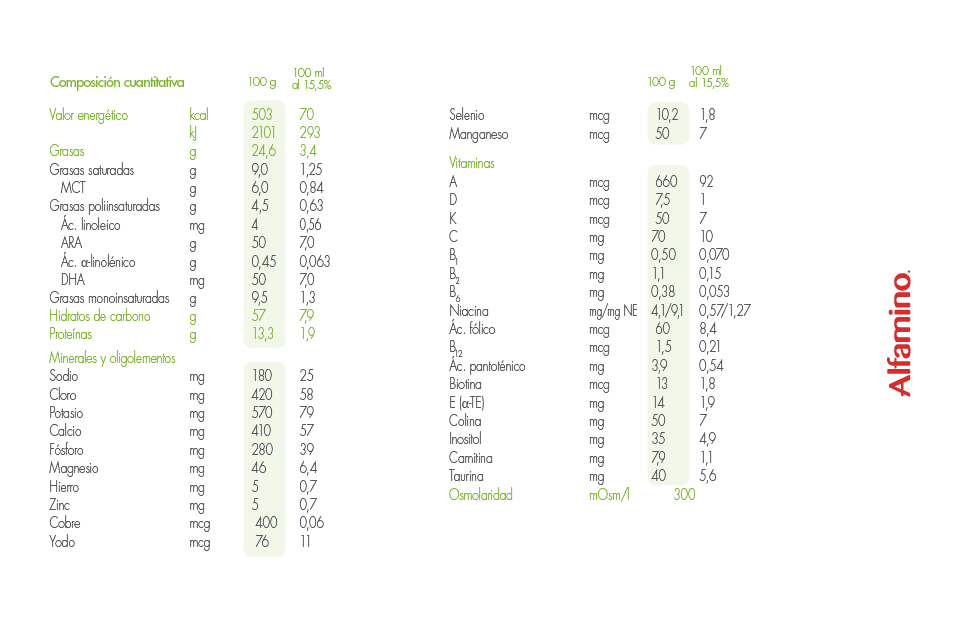 Composición cuantitativa 100 g 100 ml al 15,5%
Valor energético kcal 503 70
kJ 2101 293
Grasas g 24,6 3,4
Grasas saturadas g 9,0 1,25
MCT g 6,0 0,84
Grasas poliinsaturadas g 4,5 0,63
Ác. linoleico mg 4 0,56
ARA g 50 7,0
Ác. α-linolénico g 0,45 0,063
DHA mg 50 7,0
Grasas monoinsaturadas g 9,5 1,3
Hidratos de carbono g 57 7,9
Proteínas g 13,3 1,9
Minerales y oligolementos
Sodio mg 180 25
Cloro mg 420 58
Potasio mg 570 79
Calcio mg 410 57
Fósforo mg 280 39
Magnesio mg 46 6,4
Hierro mg 5 0,7
Zinc mg 5 0,7
Cobre mcg 400 0,06
Yodo mcg 76 11
100 g 100 ml al 15,5%
Selenio mcg 10,2 1,8
Manganeso mcg 50 7
Vitaminas
A mcg 660 92
D mcg 7,5 1
K mcg 50 7
C mg 70 10
B1 mg 0,50 0,070
B2 mg 1,1 0,15
B6 mg 0,38 0,053
Niacina mg/mg NE 4,1/9,1 0,57/1,27
Ác. fólico mcg 60 8,4
B12 mcg 1,5 0,21
Ác. pantoténico mg 3,9 0,54
Biotina mcg 13 1,8
E (α-TE) mg 14 1,9
Colina mg 50 7
Inositol mg 35 4,9
Carnitina mg 7,9 1,1
Taurina mg 40 5,6
Osmolaridad mOsm/l 300
Alfamino